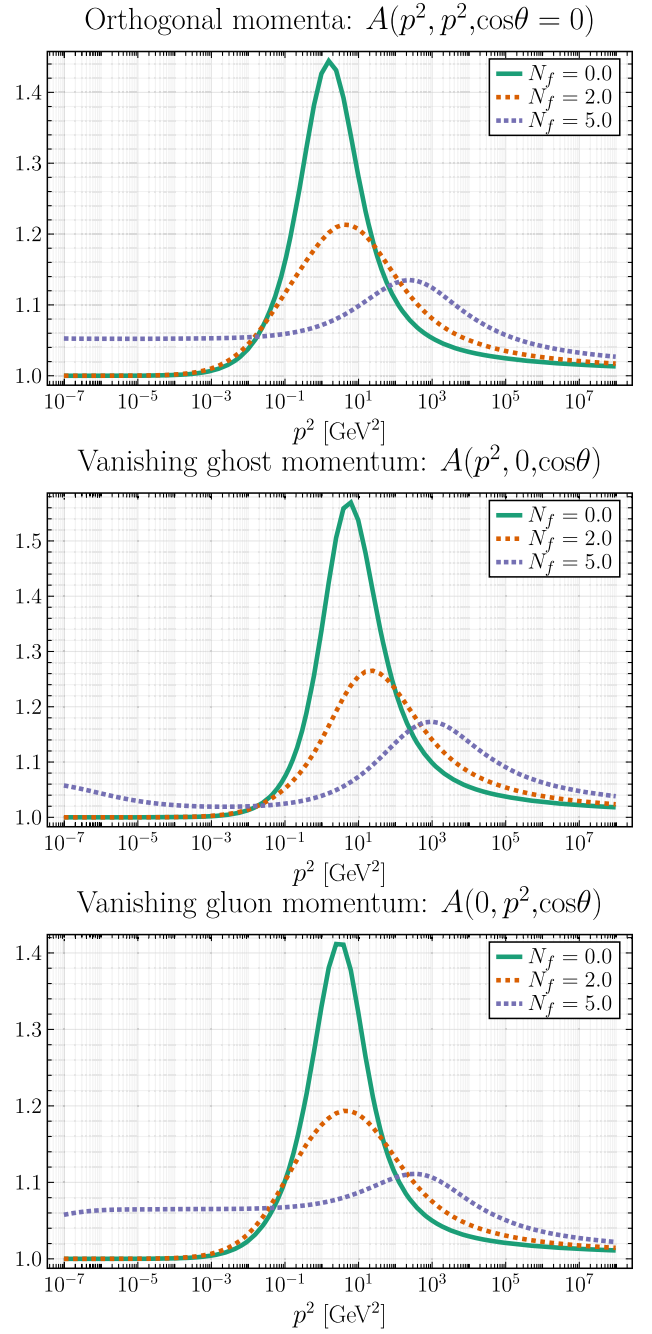 Orthogonal momenta: A(p², p²,cosθ = 0)
N_f = 0.0
N_f = 2.0
N_f = 5.0
1.4
1.3
1.2
1.1
1.0
10⁻⁷ 10⁻⁵ 10⁻³ 10⁻¹ 10¹ 10³ 10⁵ 10⁷
p² [GeV²]
Vanishing ghost momentum: A(p², 0,cosθ)
N_f = 0.0
N_f = 2.0
N_f = 5.0
1.5
1.4
1.3
1.2
1.1
1.0
10⁻⁷ 10⁻⁵ 10⁻³ 10⁻¹ 10¹ 10³ 10⁵ 10⁷
p² [GeV²]
Vanishing gluon momentum: A(0, p²,cosθ)
N_f = 0.0
N_f = 2.0
N_f = 5.0
1.4
1.3
1.2
1.1
1.0
10⁻⁷ 10⁻⁵ 10⁻³ 10⁻¹ 10¹ 10³ 10⁵ 10⁷
p² [GeV²]